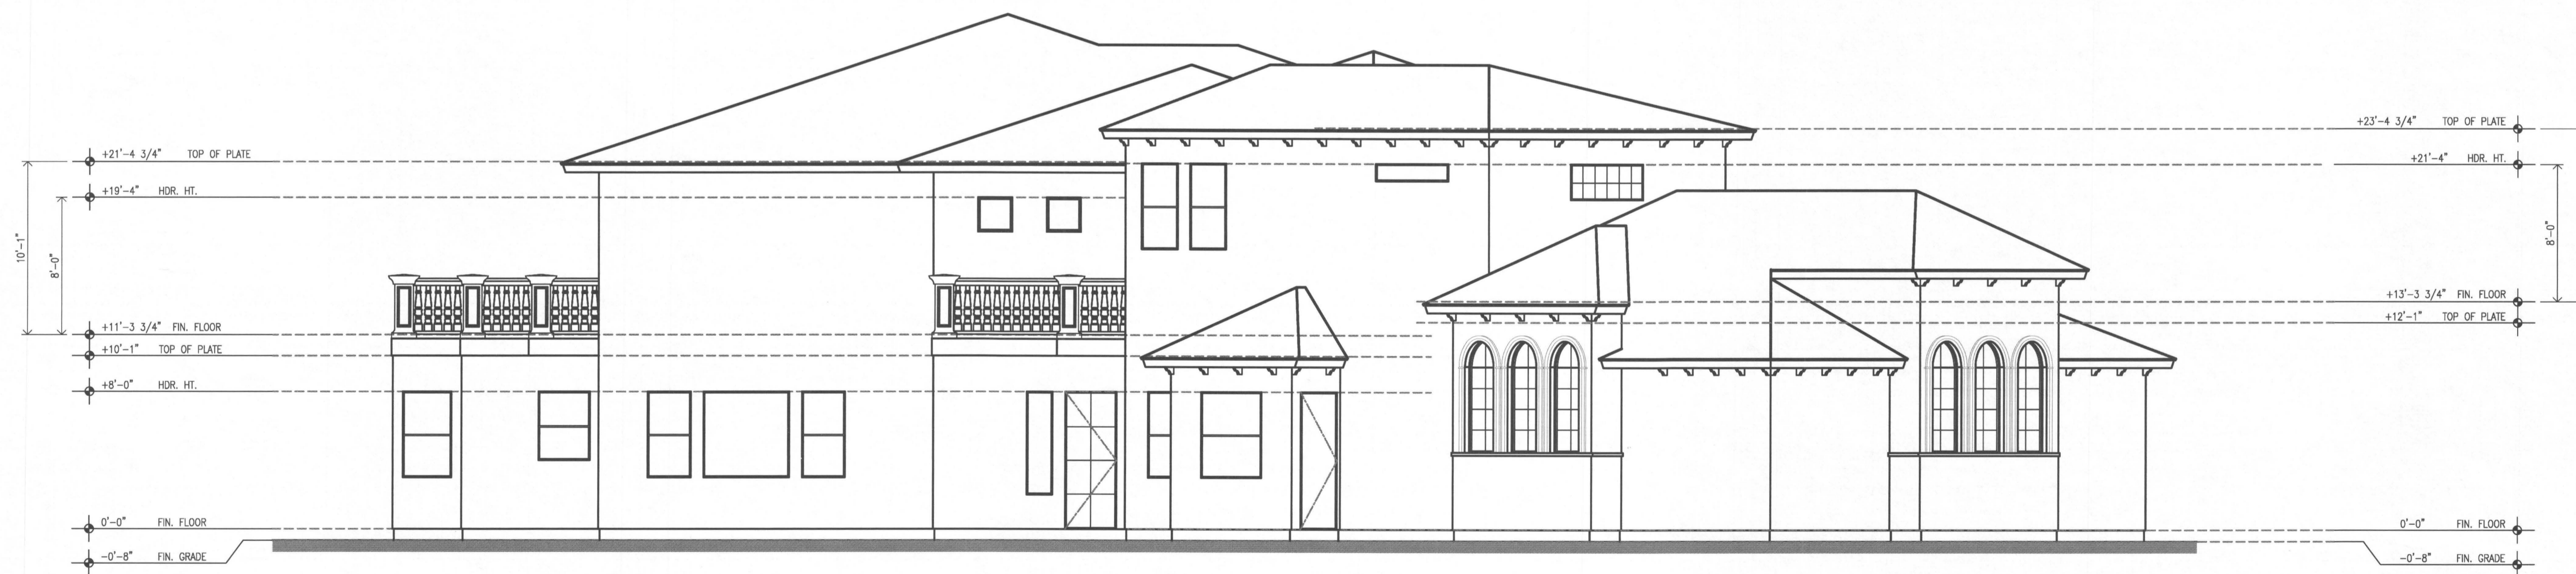 +21'-4 3/4" TOP OF PLATE
+19'-4" HDR. HT.
10'-1"
8'-0"
+11'-3 3/4" FIN. FLOOR
+10'-1" TOP OF PLATE
+8'-0" HDR. HT.
0'-0" FIN. FLOOR
-0'-8" FIN. GRADE
+23'-4 3/4" TOP OF PLATE
+21'-4" HDR. HT.
8'-0"
+13'-3 3/4" FIN. FLOOR
+12'-1" TOP OF PLATE
0'-0" FIN. FLOOR
-0'-8" FIN. GRADE